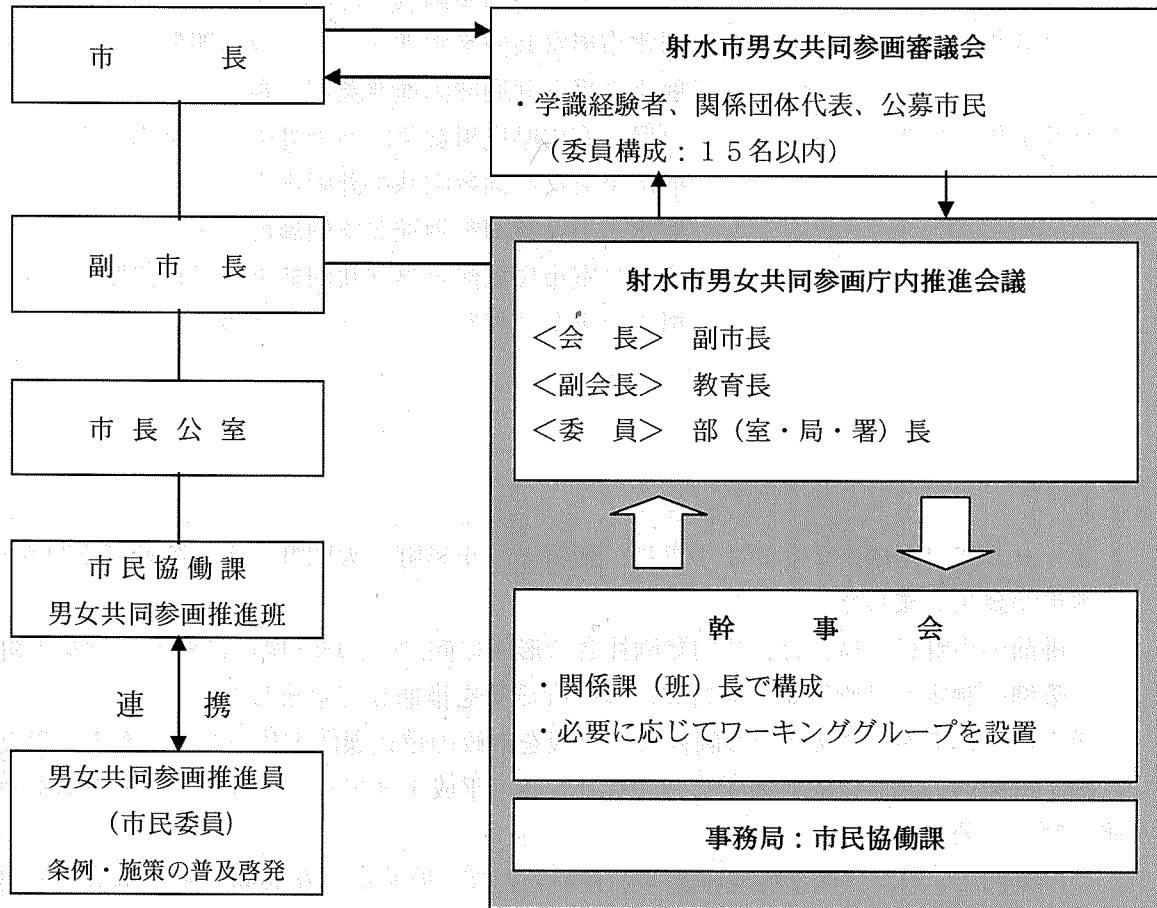 市長
射水市男女共同参画審議会
・学識経験者、関係団体代表、公募市民
（委員構成：１５名以内）
副市長
射水市男女共同参画庁内推進会議
＜会　長＞　副市長
＜副会長＞　教育長
＜委　員＞　部（室・局・署）長
市長公室
市民協働課
男女共同参画推進班
連　携
男女共同参画推進員
（市民委員）
条例・施策の普及啓発
幹　事　会
・関係課（班）長で構成
・必要に応じてワーキンググループを設置
事務局：市民協働課